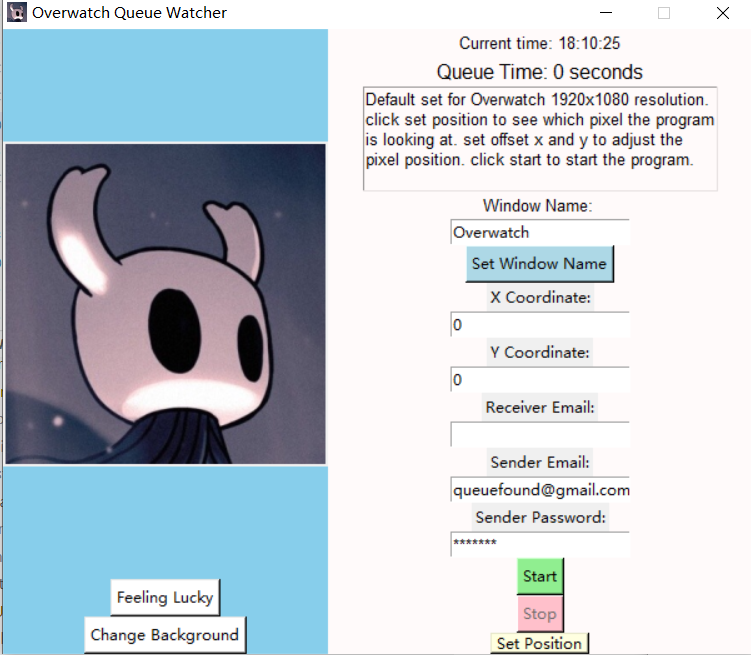 Overwatch Queue Watcher
Current time: 18:10:25
Queue Time: 0 seconds
Default set for Overwatch 1920x1080 resolution.
click set position to see which pixel the program
is looking at. set offset x and y to adjust the
pixel position. click start to start the program.
Window Name:
Overwatch
Set Window Name
X Coordinate:
0
Y Coordinate:
0
Receiver Email:
Sender Email:
queuefound@gmail.com
Sender Password:
*******
Start
Stop
Set Position
Feeling Lucky
Change Background